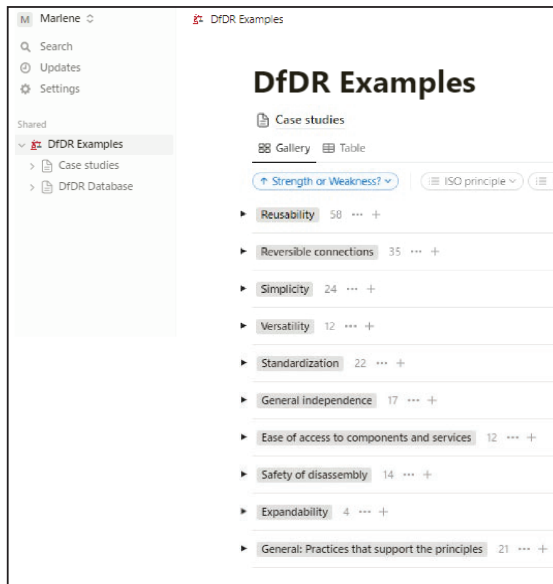 M Marlene
DfDR Examples
Search
Updates
Settings
Shared
DfDR Examples
Case studies
DfDR Database
DfDR Examples
Case studies
Gallery Table
↑ Strength or Weakness? ISO principle
Reusability 58 ••• +
Reversible connections 35 ••• +
Simplicity 24 ••• +
Versatility 12 ••• +
Standardization 22 ••• +
General independence 17 ••• +
Ease of access to components and services 12 ••• +
Safety of disassembly 14 ••• +
Expandability 4 ••• +
General: Practices that support the principles 21 ••• +